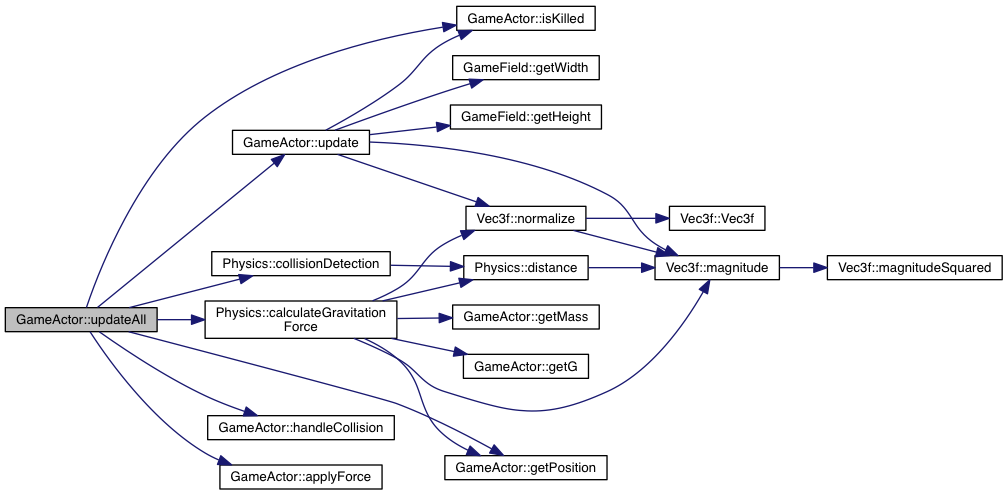 GameActor::isKilled
GameField::getWidth
GameField::getHeight
GameActor::update
Vec3f::normalize
Vec3f::Vec3f
Physics::collisionDetection
Physics::distance
Vec3f::magnitude
Vec3f::magnitudeSquared
GameActor::updateAll
Physics::calculateGravitation
Force
GameActor::getMass
GameActor::getG
GameActor::handleCollision
GameActor::getPosition
GameActor::applyForce